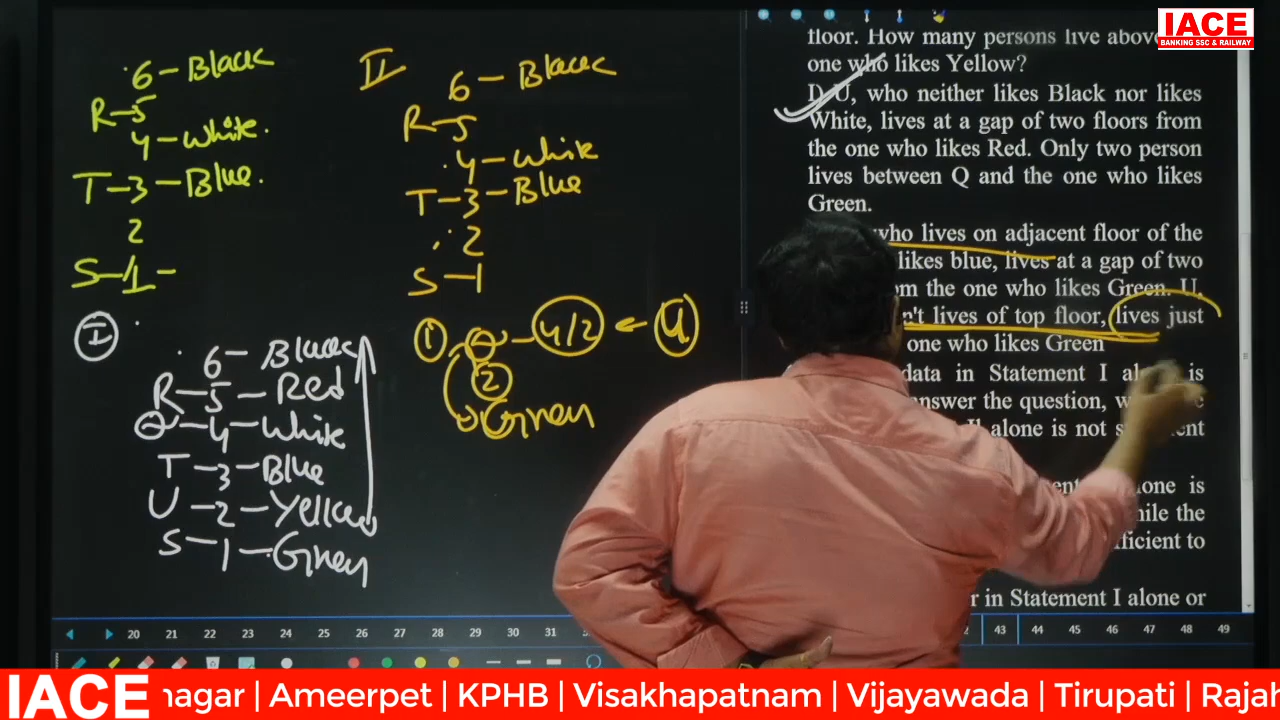 IACE
BANKING SSC & RAILWAY
6 - Black
R - 5
4 - White.
T - 3 - Blue.
2
S - 1 -
I
6 - Black
R - 5 - Red
Q - 4 - White
T - 3 - Blue
U - 2 - Yellow
S - 1 - Green
II
6 - Black
R - 5
4 - White
T - 3 - Blue
2
S - 1
1 Q - 4/2 ← U
2
Green
floor. How many persons live above
one who likes Yellow?
D U, who neither likes Black nor likes
White, lives at a gap of two floors from
the one who likes Red. Only two person
lives between Q and the one who likes
Green.
who lives on adjacent floor of the
likes blue, lives at a gap of two
the one who likes Green. U,
n't lives of top floor, lives just
one who likes Green
data in Statement I is
answer the question,
alone is not
is
while the
sufficient to
in Statement I alone or
20 21 22 23 24 25 26 27 28 29 30 31 43 44 45 46 47 48 49
IACE nagar | Ameerpet | KPHB | Visakhapatnam | Vijayawada | Tirupati | Rajah